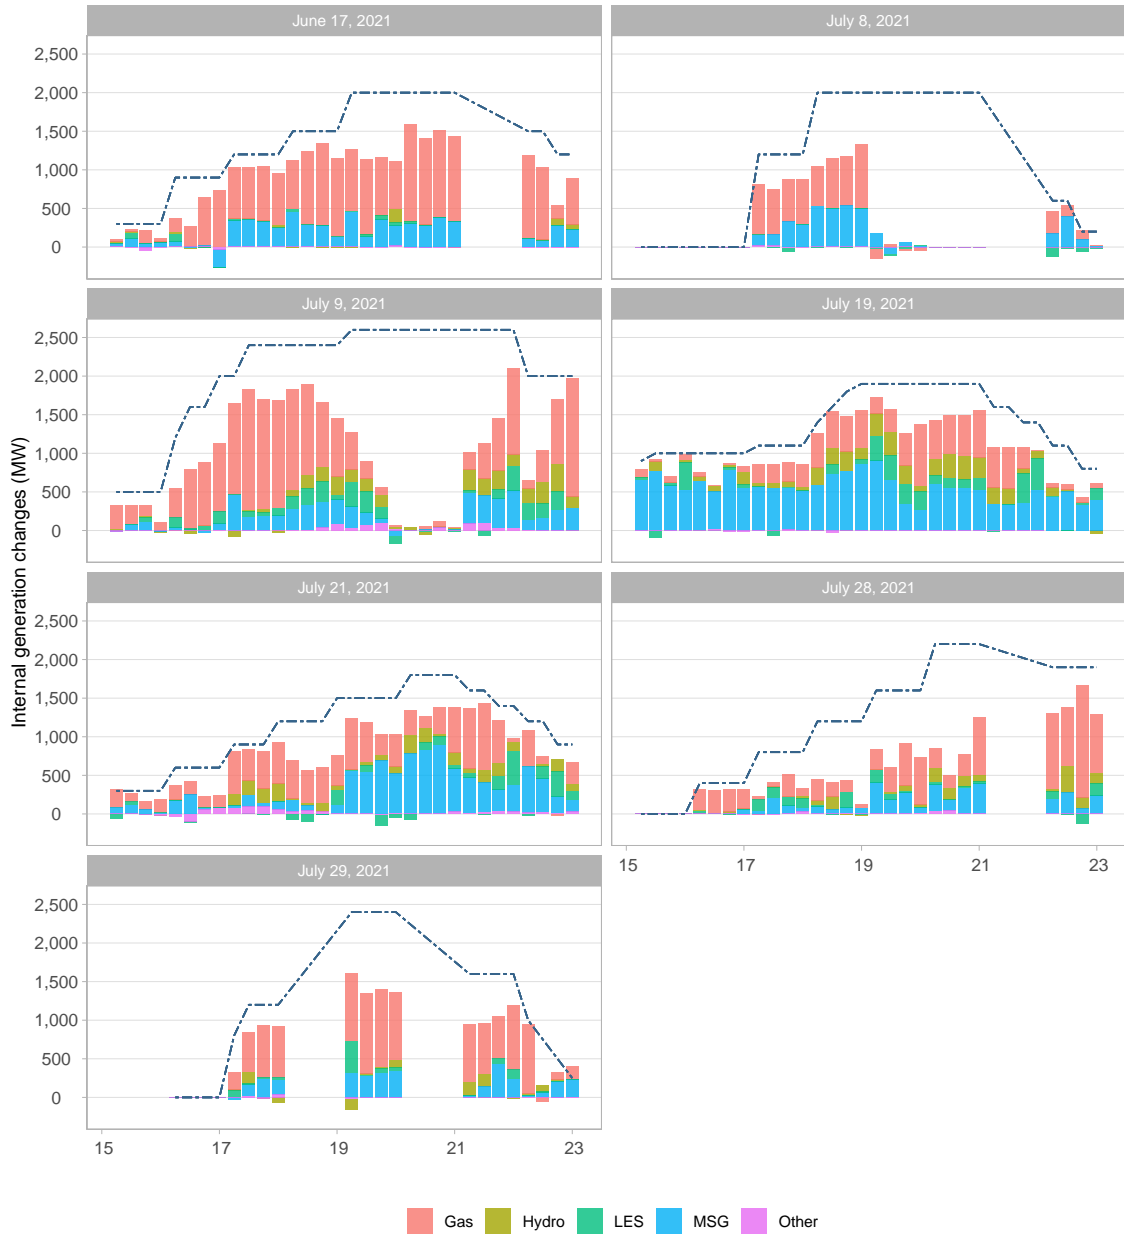 June 17, 2021
July 8, 2021
2,500
2,000
1,500
1,000
500
0
July 9, 2021
July 19, 2021
2,500
2,000
1,500
1,000
500
0
Internal generation changes (MW)
July 21, 2021
July 28, 2021
2,500
2,000
1,500
1,000
500
0
15 17 19 21 23
July 29, 2021
2,500
2,000
1,500
1,000
500
0
15 17 19 21 23
Gas Hydro LES MSG Other